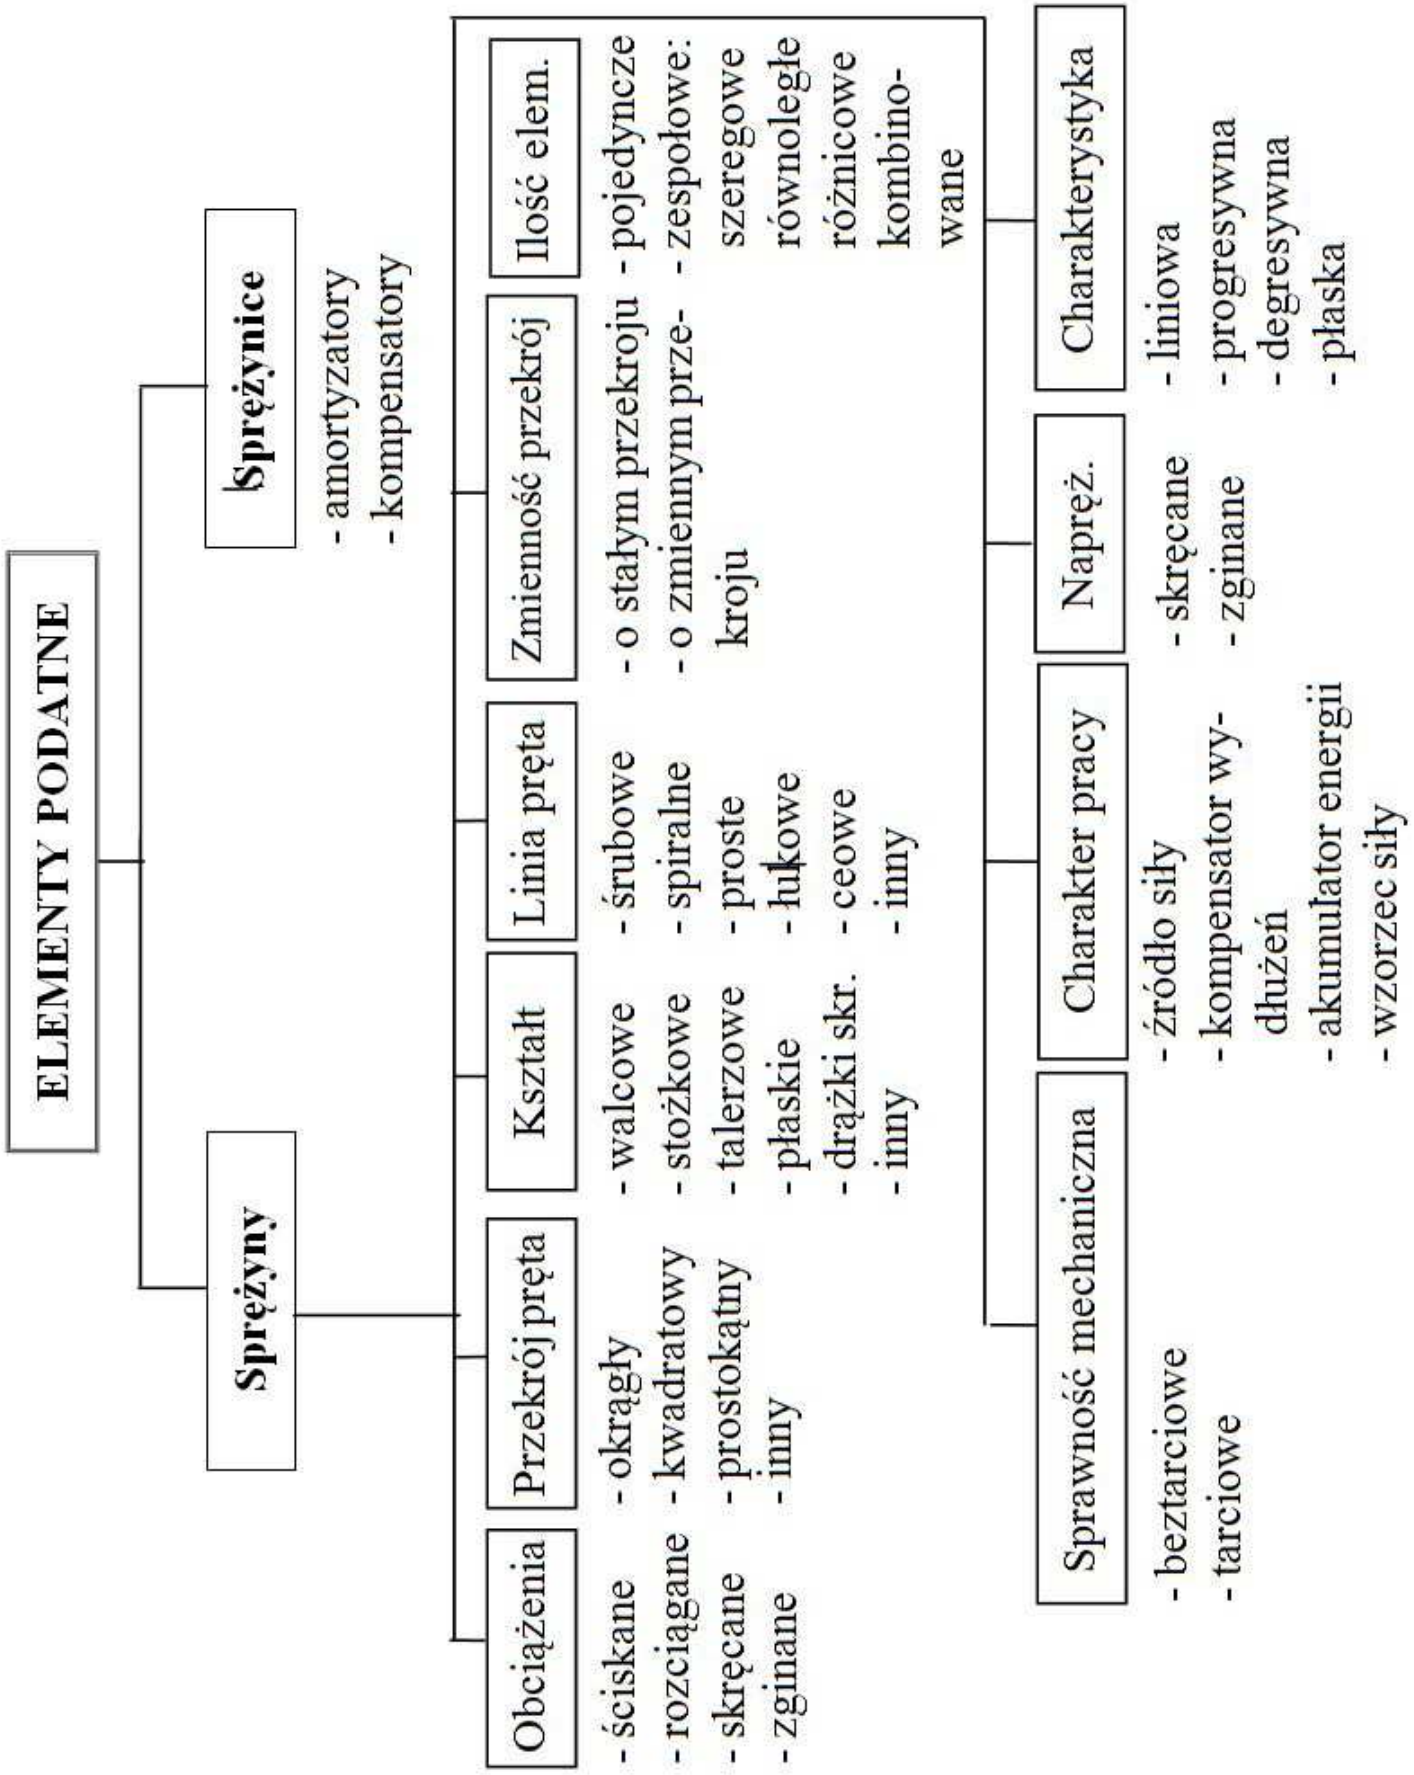 ELEMENTY PODATNE
Sprężyny
Sprężynice
- amortyzatory
- kompensatory
Obciążenia
- ściskane
- rozciągane
- skręcane
- zginane
Przekrój pręta
- okrągły
- kwadratowy
- prostokątny
- inny
Kształt
- walcowe
- stożkowe
- talerzowe
- płaskie
- drążki skr.
- inny
Linia pręta
- śrubowe
- spiralne
- proste
- łukowe
- ceowe
- inny
Zmienność przekrój
- o stałym przekroju
- o zmiennym prze-
kroju
Ilość elem.
- pojedyncze
- zespołowe:
szeregowe
równoległe
różnicowe
kombino-
wane
Sprawność mechaniczna
- beztarciowe
- tarciowe
Charakter pracy
- źródło siły
- kompensator wy-
dłużeń
- akumulator energii
- wzorzec siły
Napręż.
- skręcane
- zginane
Charakterystyka
- liniowa
- progresywna
- degresywna
- płaska